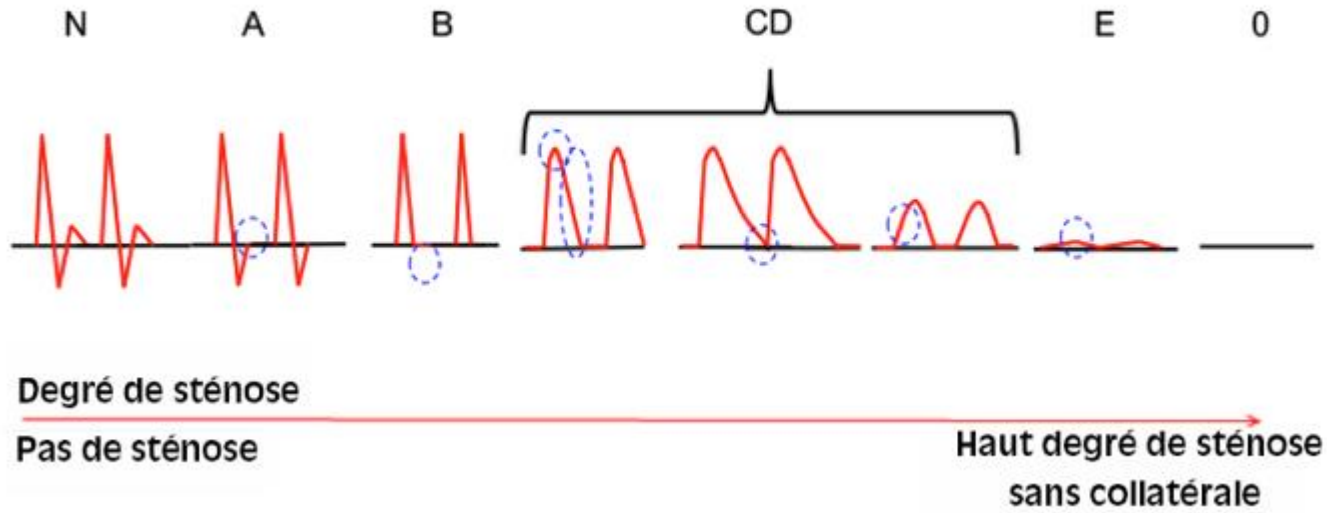 N A B CD E 0
Degré de sténose
Pas de sténose
Haut degré de sténose
sans collatérale